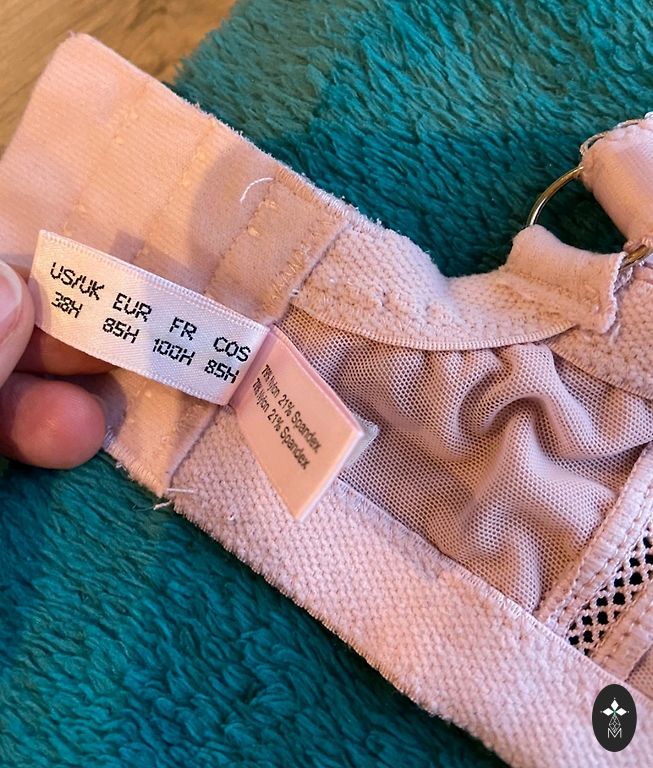 US/UK EUR FR COS
38H 85H 100H 85H
79% Nylon 21% Spandex
79% Nylon 21% Spandex
M